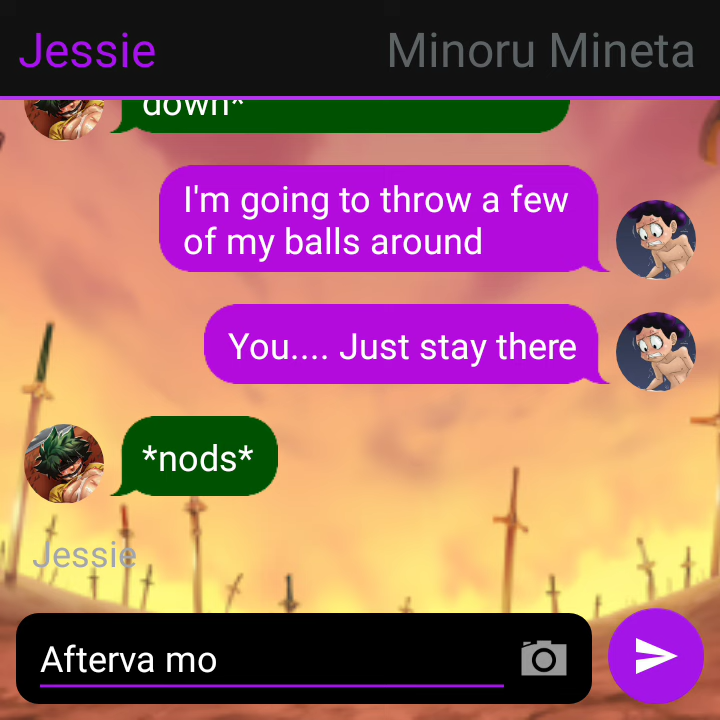 Jessie Minoru Mineta
down*
I'm going to throw a few
of my balls around
You.... Just stay there
*nods*
Jessie
Afterva mo